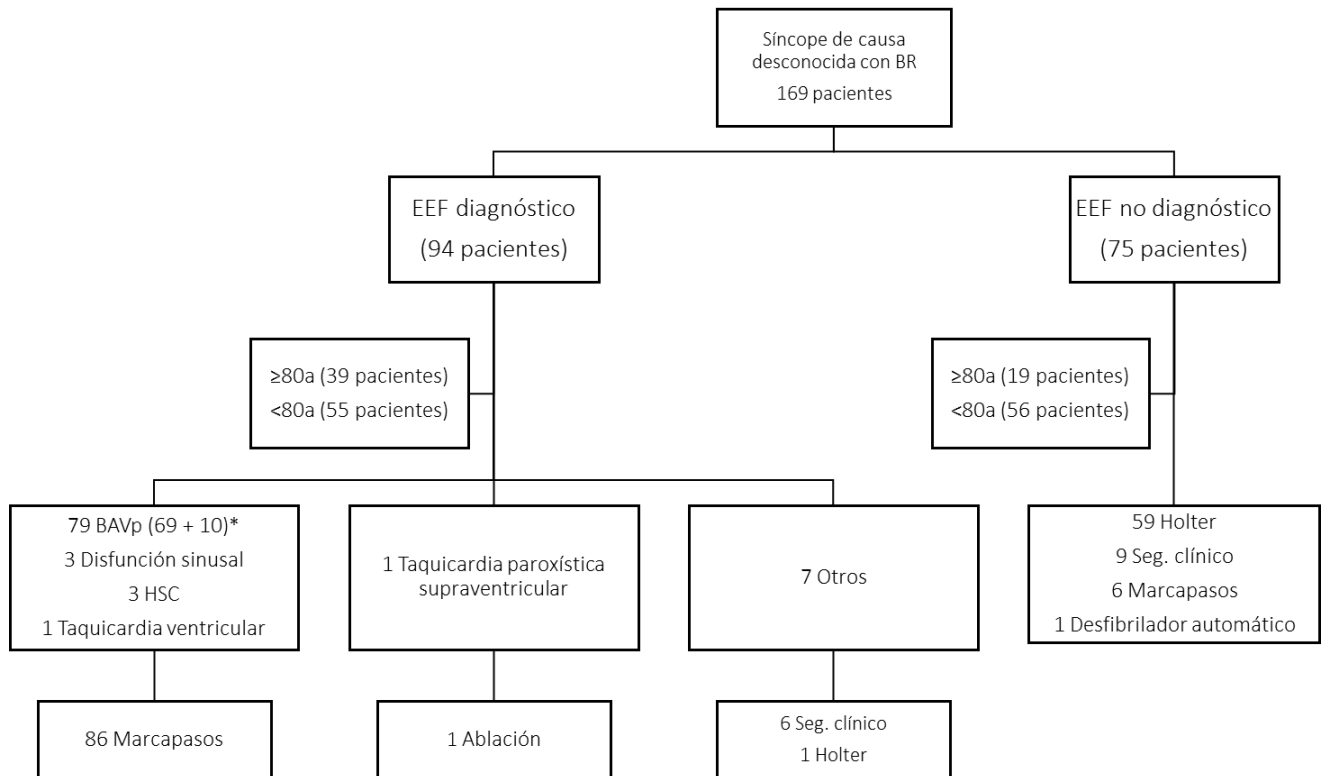 Síncope de causa
desconocida con BR
169 pacientes
EEF diagnóstico
(94 pacientes)
EEF no diagnóstico
(75 pacientes)
≥80a (39 pacientes)
<80a (55 pacientes)
≥80a (19 pacientes)
<80a (56 pacientes)
79 BAVp (69 + 10)*
3 Disfunción sinusal
3 HSC
1 Taquicardia ventricular
1 Taquicardia paroxística
supraventricular
7 Otros
59 Holter
9 Seg. clínico
6 Marcapasos
1 Desfibrilador automático
86 Marcapasos
1 Ablación
6 Seg. clínico
1 Holter